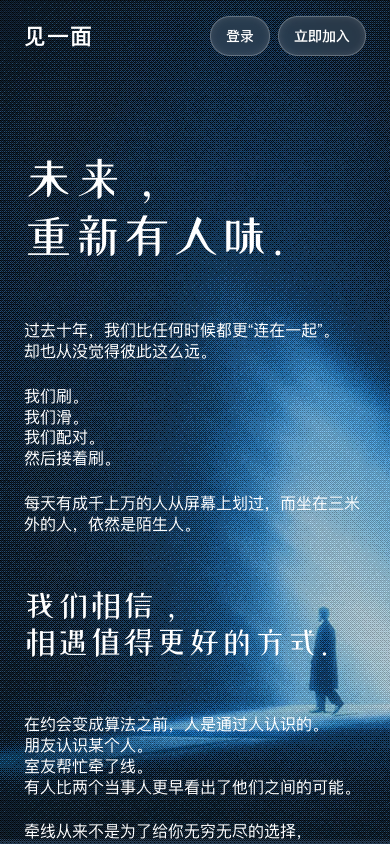 见一面
登录
立即加入
未来，
重新有人味.
过去十年，我们比任何时候都更“连在一起”。
却也从没觉得彼此这么远。
我们刷。
我们滑。
我们配对。
然后接着刷。
每天有成千上万的人从屏幕上划过，而坐在三米
外的人，依然是陌生人。
我们相信，
相遇值得更好的方式.
在约会变成算法之前，人是通过人认识的。
朋友认识某个人。
室友帮忙牵了线。
有人比两个当事人更早看出了他们之间的可能。
牵线从来不是为了给你无穷无尽的选择，